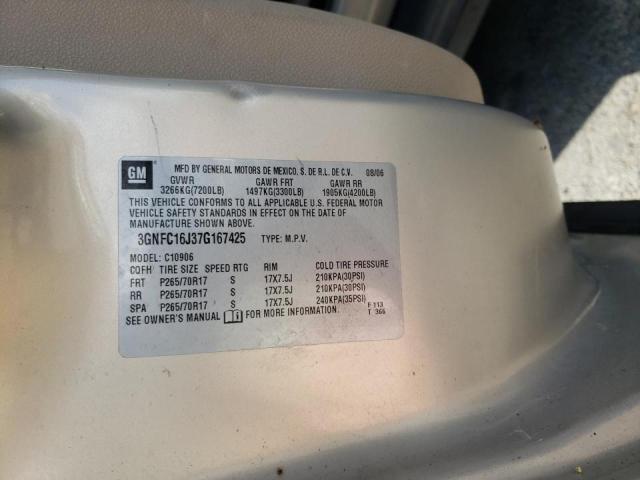 GM
MFD BY GENERAL MOTORS DE MEXICO, S. DE R.L. DE C.V. 08/06
GVWR GAWR FRT GAWR RR
3266KG(7200LB) 1497KG(3300LB) 1905KG(4200LB)
THIS VEHICLE CONFORMS TO ALL APPLICABLE U.S. FEDERAL MOTOR
VEHICLE SAFETY STANDARDS IN EFFECT ON THE DATE OF
MANUFACTURE SHOWN ABOVE.
3GNFC16J37G167425 TYPE: M.P.V.
MODEL: C10906
CQFH TIRE SIZE SPEED RTG RIM COLD TIRE PRESSURE
FRT P265/70R17 S 17X7.5J 210KPA(30PSI)
RR P265/70R17 S 17X7.5J 210KPA(30PSI)
SPA P265/70R17 S 17X7.5J 240KPA(35PSI)
SEE OWNER'S MANUAL FOR MORE INFORMATION.
F 113
T 366